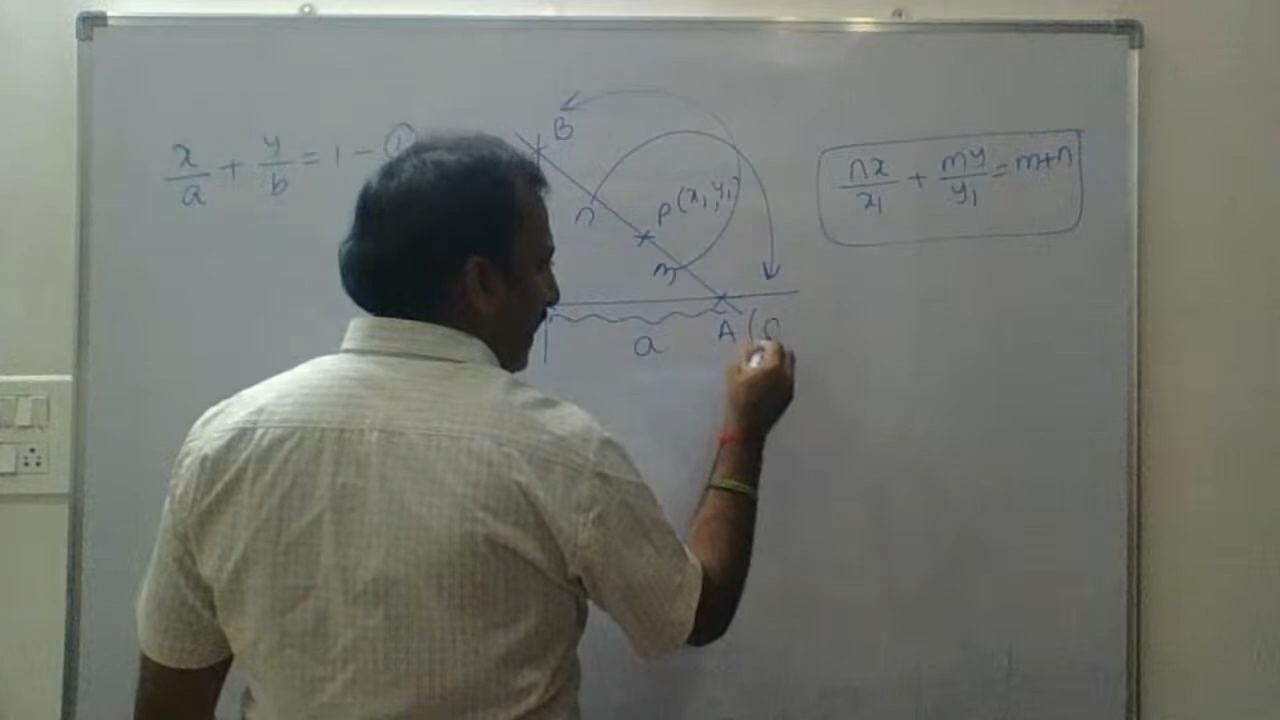 x/a + y/b = 1 - ①
B
n
P(x₁, y₁)
m
A (a
a
nx/x₁ + my/y₁ = m+n